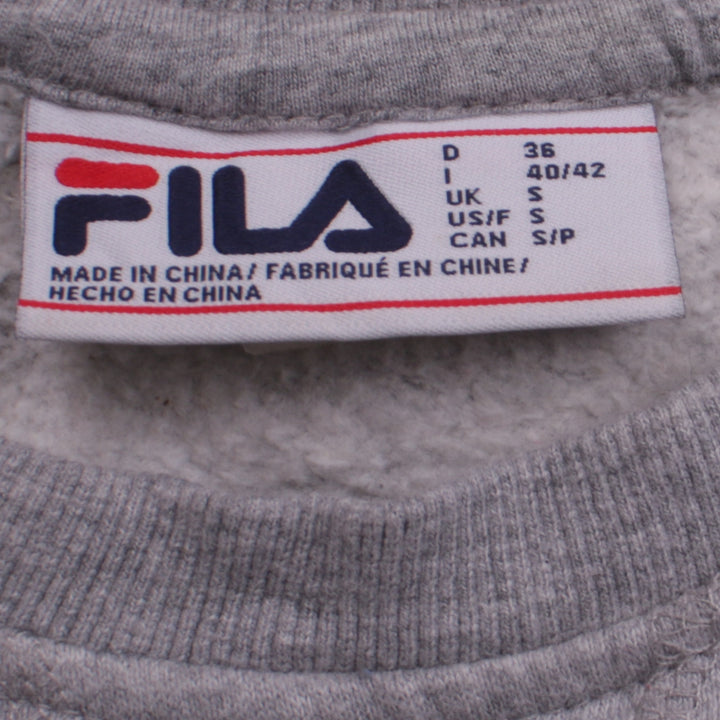 FILA
MADE IN CHINA/ FABRIQUÉ EN CHINE/
HECHO EN CHINA
D 36
I 40/42
UK S
US/F S
CAN S/P